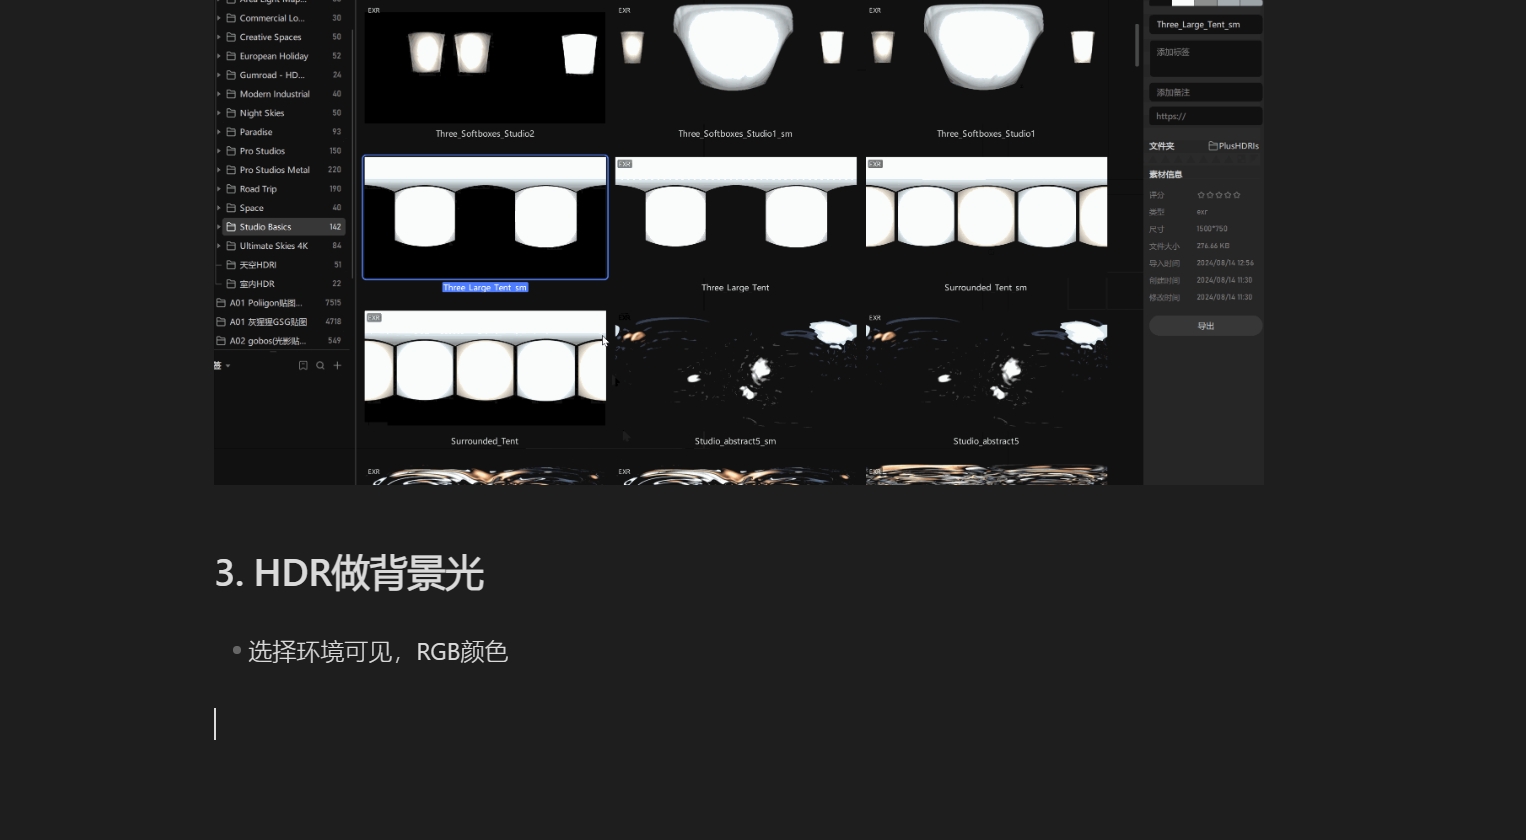 Commercial Lo... 30
Creative Spaces 50
European Holiday 52
Gumroad - HD... 24
Modern Industrial 40
Night Skies 50
Paradise 93
Pro Studios 150
Pro Studios Metal 220
Road Trip 190
Space 40
Studio Basics 142
Ultimate Skies 4K 84
天空HDRI 51
室内HDR 22
A01 Poliigon贴图... 7515
A01 灰猩猩GSG贴图 4718
A02 gobos(光影贴... 549
签
EXR
EXR
EXR
Three_Softboxes_Studio2
Three_Softboxes_Studio1_sm
Three_Softboxes_Studio1
EXR
EXR
Three_Large_Tent_sm
Three_Large_Tent
Surrounded_Tent_sm
EXR
EXR
Surrounded_Tent
Studio_abstract5_sm
Studio_abstract5
EXR
EXR
EXR
Three_Large_Tent_sm
添加标签
添加备注
https://
文件夹 PlusHDRIs
素材信息
评分
类型 exr
尺寸 1500*750
文件大小 276.66 KB
导入时间 2024/08/14 12:56
创建时间 2024/08/14 11:30
修改时间 2024/08/14 11:30
导出
3. HDR做背景光
选择环境可见，RGB颜色